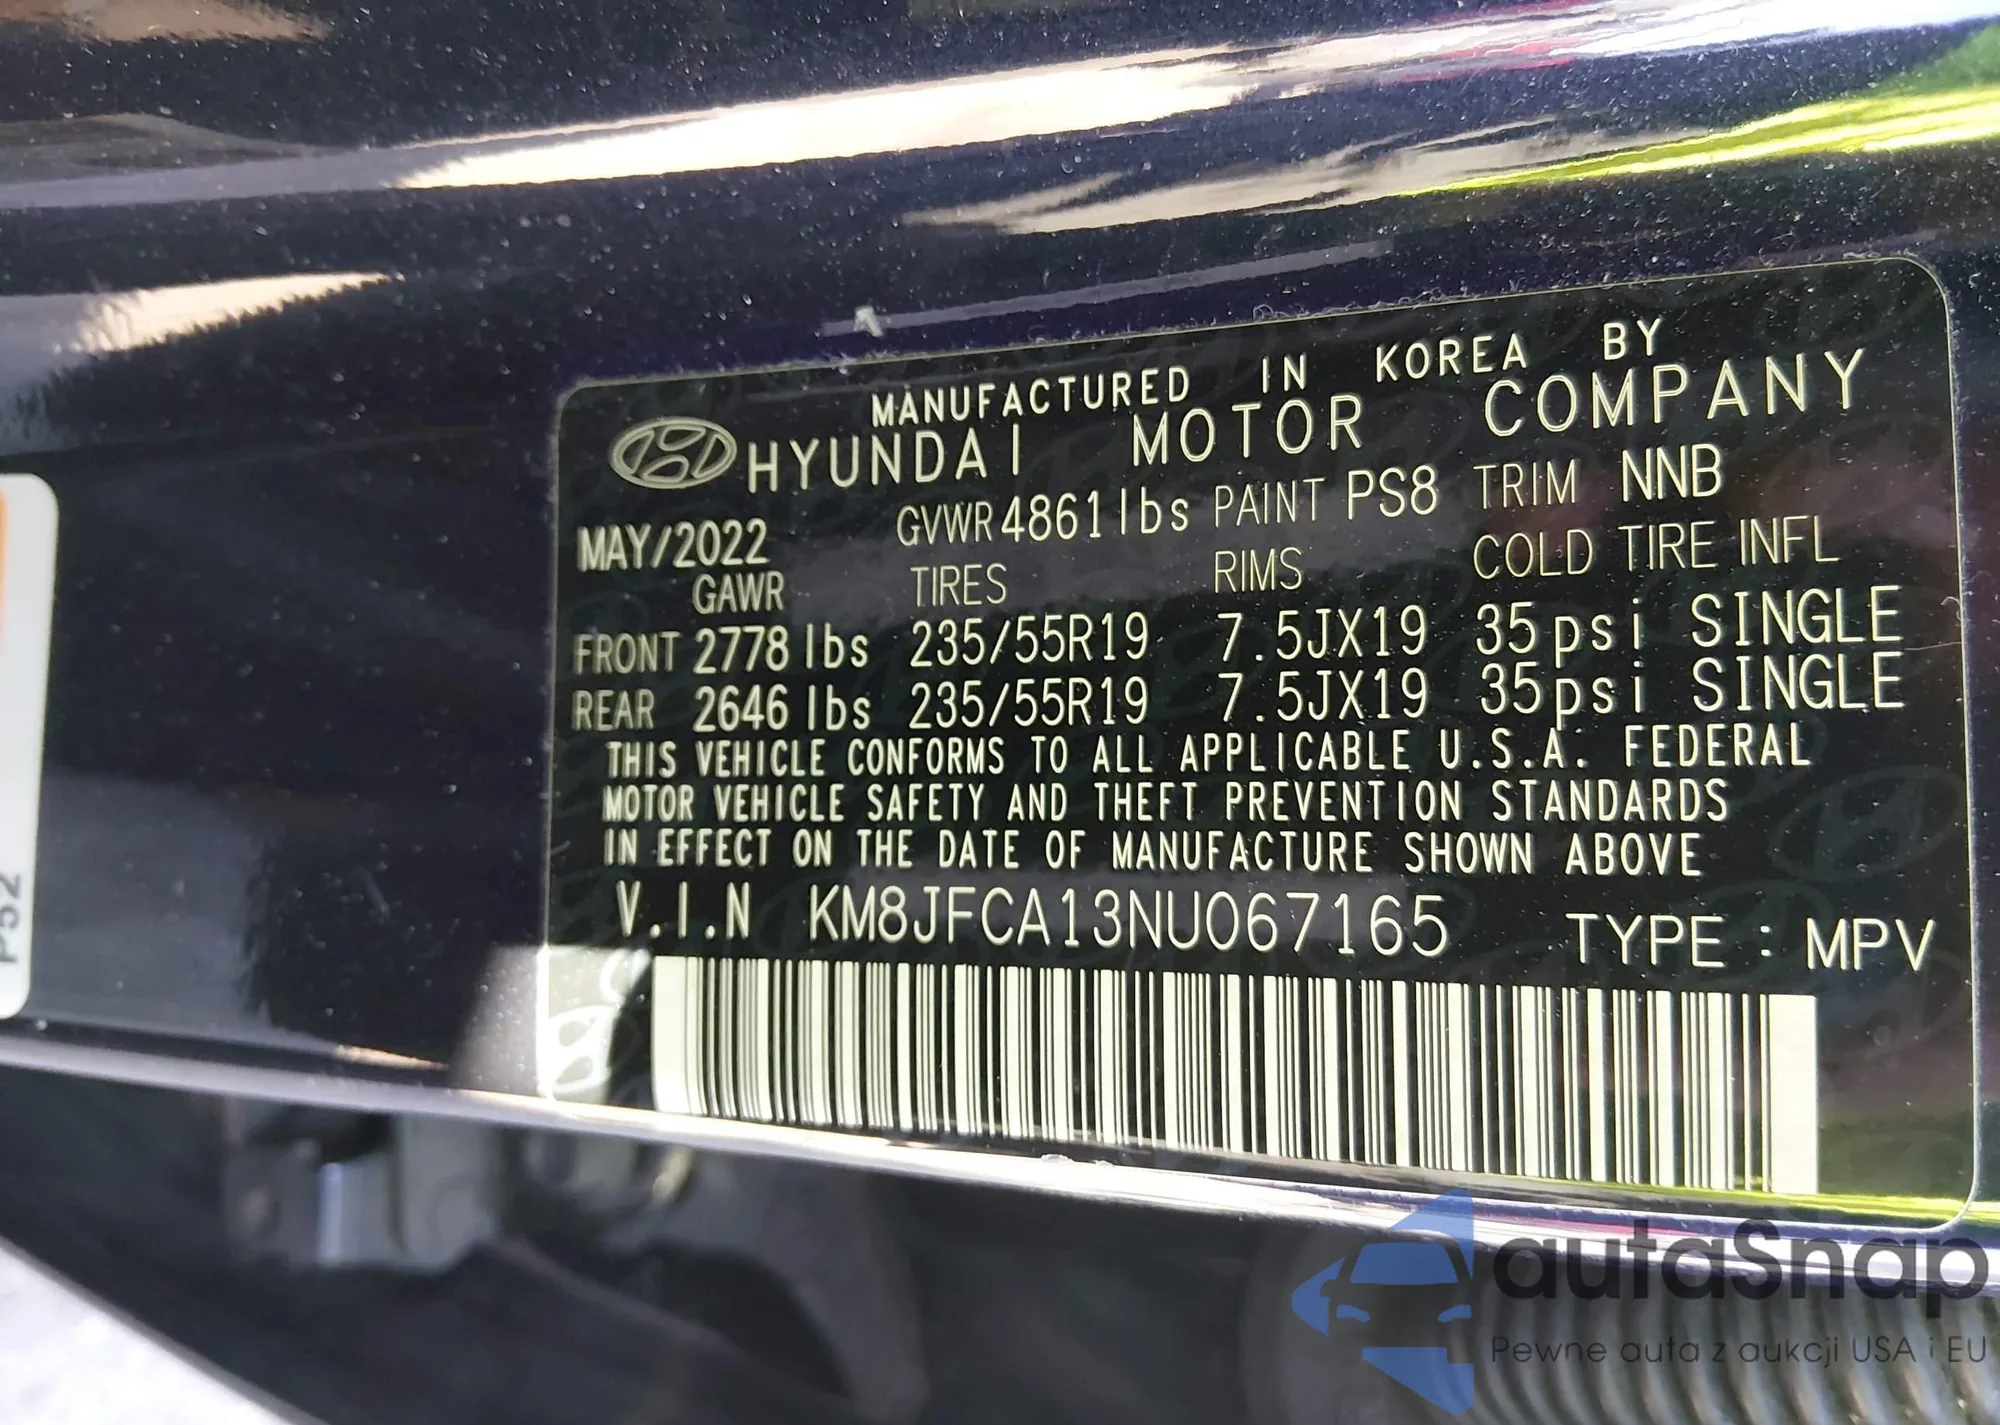 MANUFACTURED IN KOREA BY
HYUNDAI MOTOR COMPANY
MAY/2022 GVWR 4861 lbs PAINT PS8 TRIM NNB
GAWR TIRES RIMS COLD TIRE INFL
FRONT 2778 lbs 235/55R19 7.5JX19 35psi SINGLE
REAR 2646 lbs 235/55R19 7.5JX19 35psi SINGLE
THIS VEHICLE CONFORMS TO ALL APPLICABLE U.S.A. FEDERAL
MOTOR VEHICLE SAFETY AND THEFT PREVENTION STANDARDS
IN EFFECT ON THE DATE OF MANUFACTURE SHOWN ABOVE
V.I.N KM8JFCA13NU067165 TYPE : MPV
P52
autaSnap
Pewne auta z aukcji USA i EU